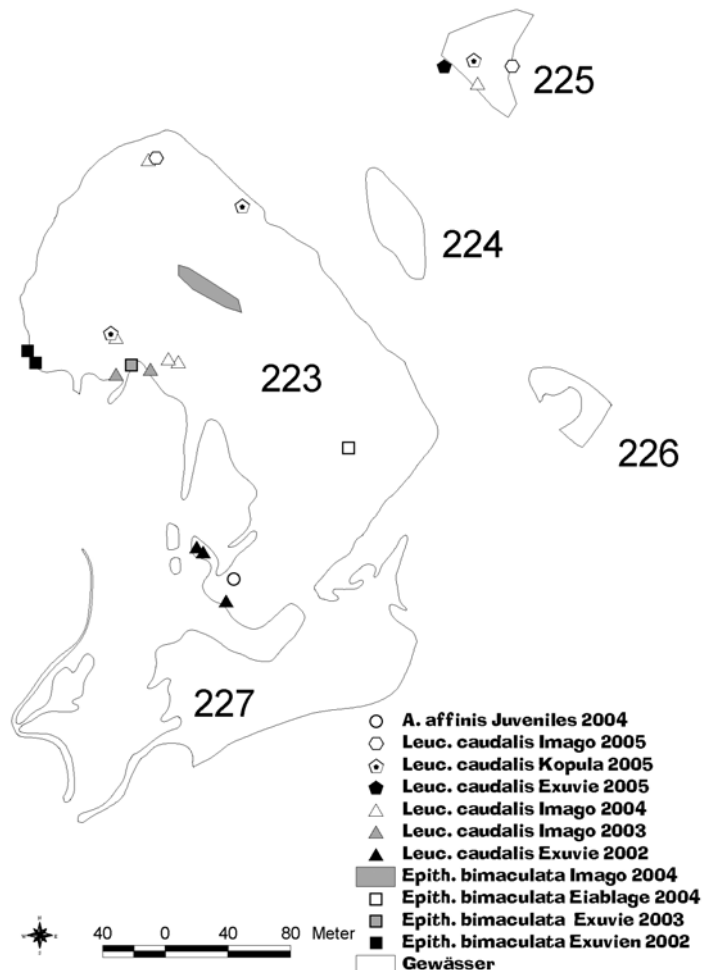 225
224
223
226
227
A. affinis Juveniles 2004
Leuc. caudalis Imago 2005
Leuc. caudalis Kopula 2005
Leuc. caudalis Exuvie 2005
Leuc. caudalis Imago 2004
Leuc. caudalis Imago 2003
Leuc. caudalis Exuvie 2002
Epith. bimaculata Imago 2004
Epith. bimaculata Eiablage 2004
Epith. bimaculata Exuvie 2003
Epith. bimaculata Exuvien 2002
Gewässer
40 0 40 80 Meter